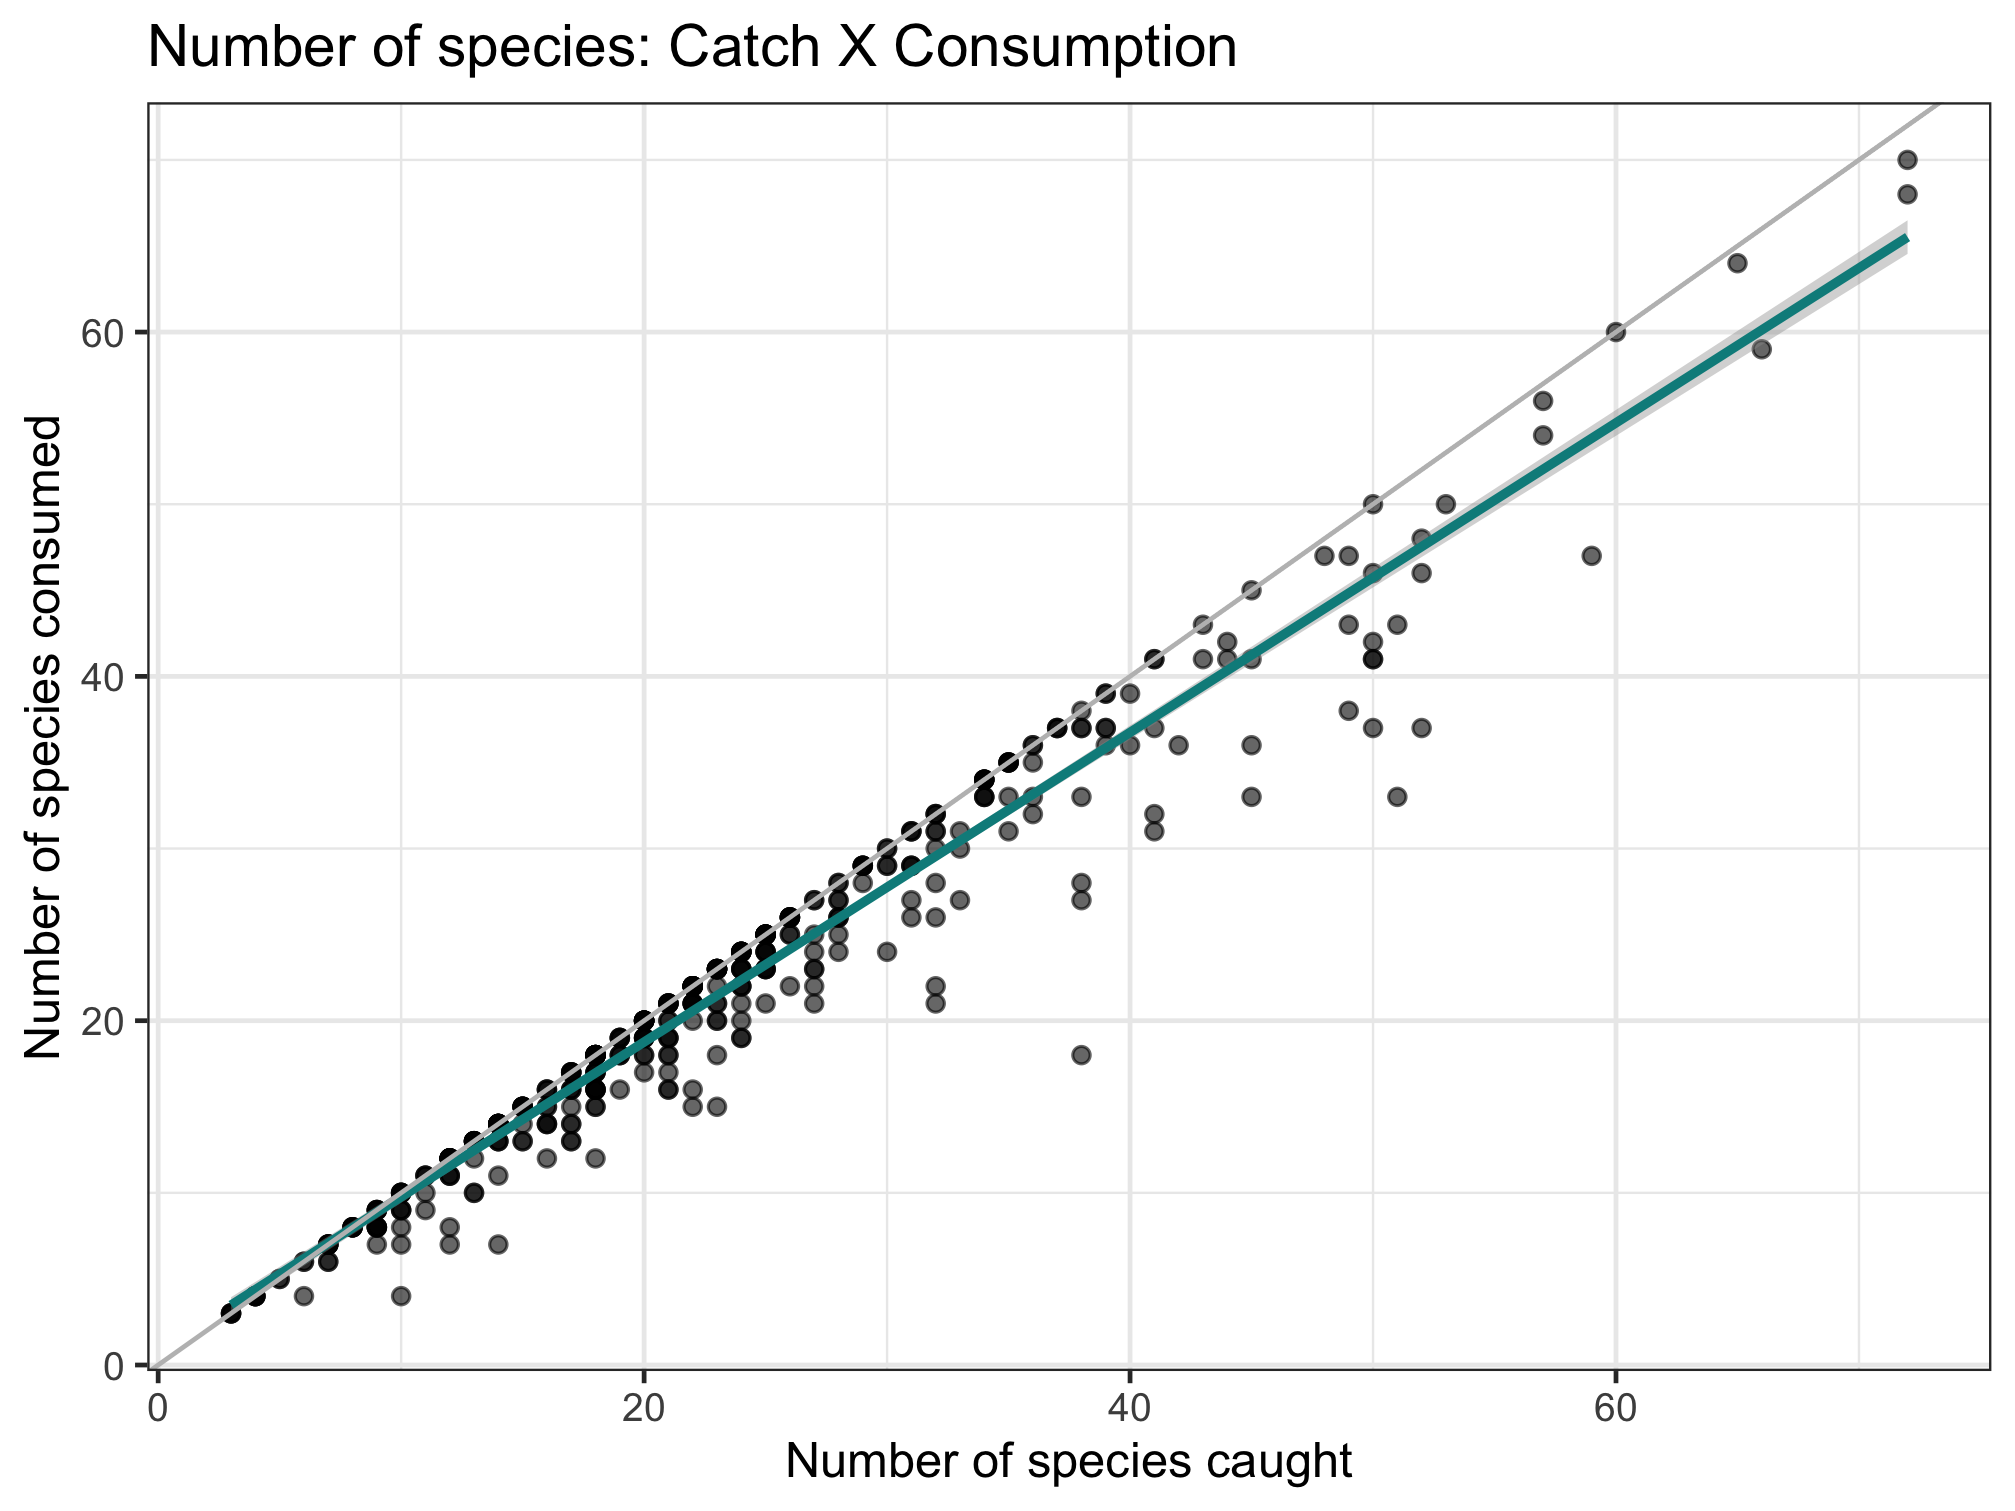 Number of species: Catch X Consumption
Number of species consumed
60
40
20
0
0 20 40 60
Number of species caught